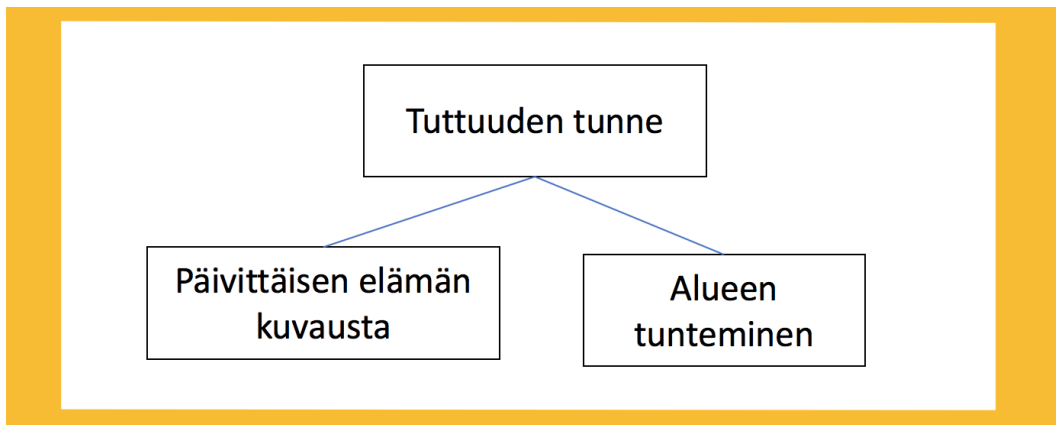 Tuttuuden tunne
Päivittäisen elämän
kuvausta
Alueen
tunteminen